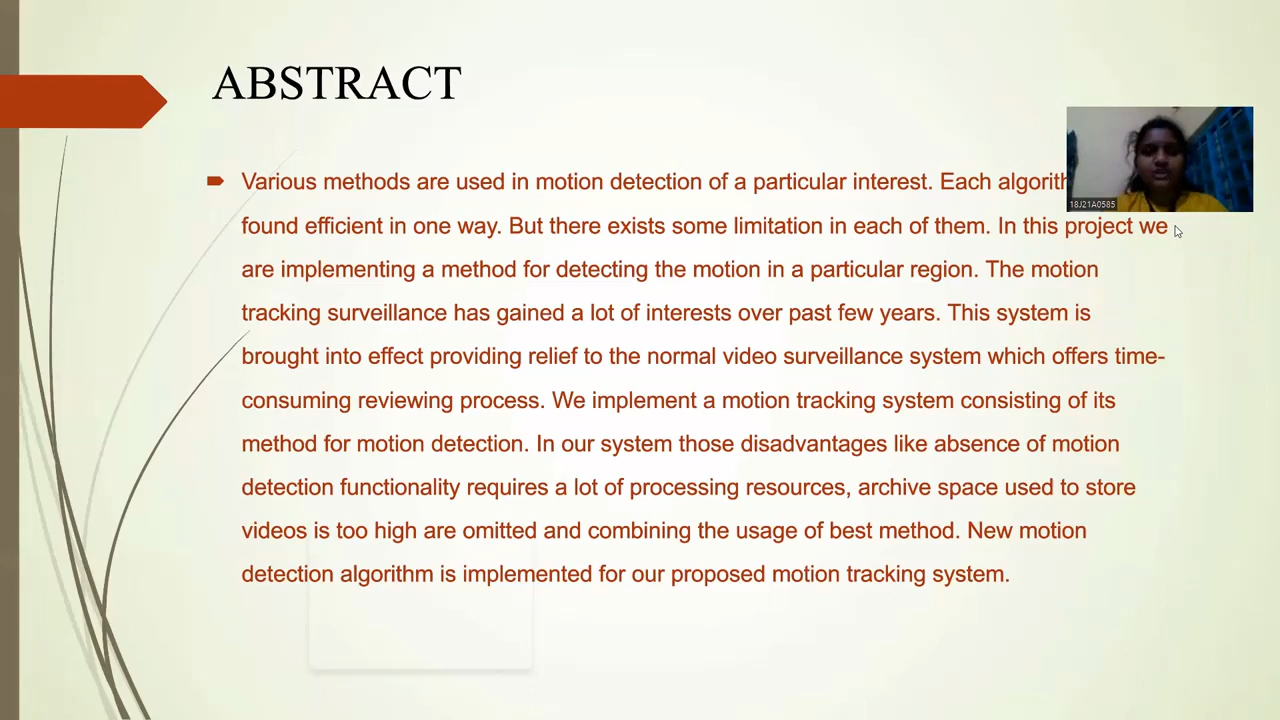 ABSTRACT
Various methods are used in motion detection of a particular interest. Each
found efficient in one way. But there exists some limitation in each of them. In this project we
are implementing a method for detecting the motion in a particular region. The motion
tracking surveillance has gained a lot of interests over past few years. This system is
brought into effect providing relief to the normal video surveillance system which offers time-
consuming reviewing process. We implement a motion tracking system consisting of its
method for motion detection. In our system those disadvantages like absence of motion
detection functionality requires a lot of processing resources, archive space used to store
videos is too high are omitted and combining the usage of best method. New motion
detection algorithm is implemented for our proposed motion tracking system.
18J21A0585